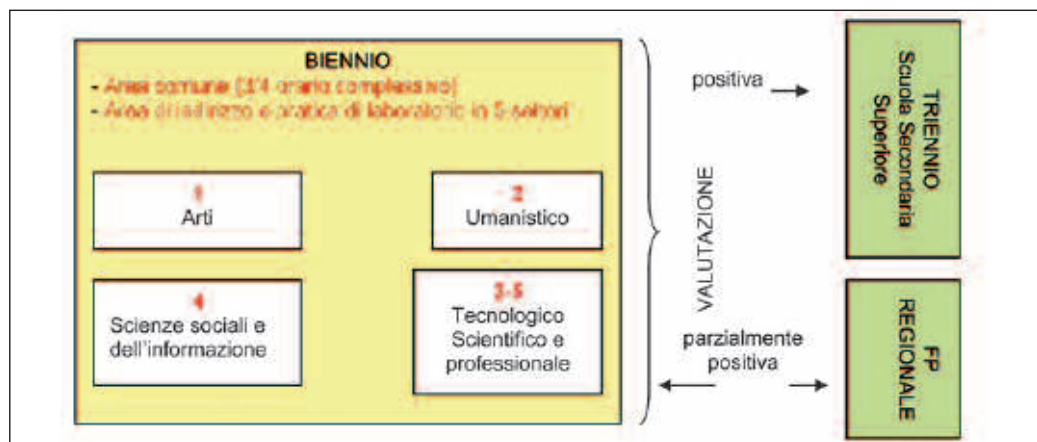 BIENNIO
- Area comune (3/4 orario complessivo)
- Area di indirizzo e pratica di laboratorio in 5 settori
1
Arti
2
Umanistico
4
Scienze sociali e
dell'informazione
3-5
Tecnologico
Scientifico e
professionale
VALUTAZIONE
positiva
parzialmente
positiva
TRIENNIO
Scuola Secondaria
Superiore
FP
REGIONALE